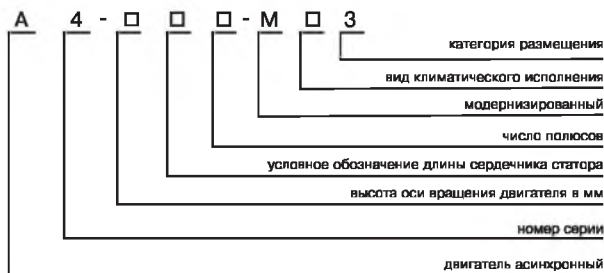 А 4 - □ □ □ - М □ 3
категория размещения
вид климатического исполнения
модернизированный
число полюсов
условное обозначение длины сердечника статора
высота оси вращения двигателя в мм
номер серии
двигатель асинхронный